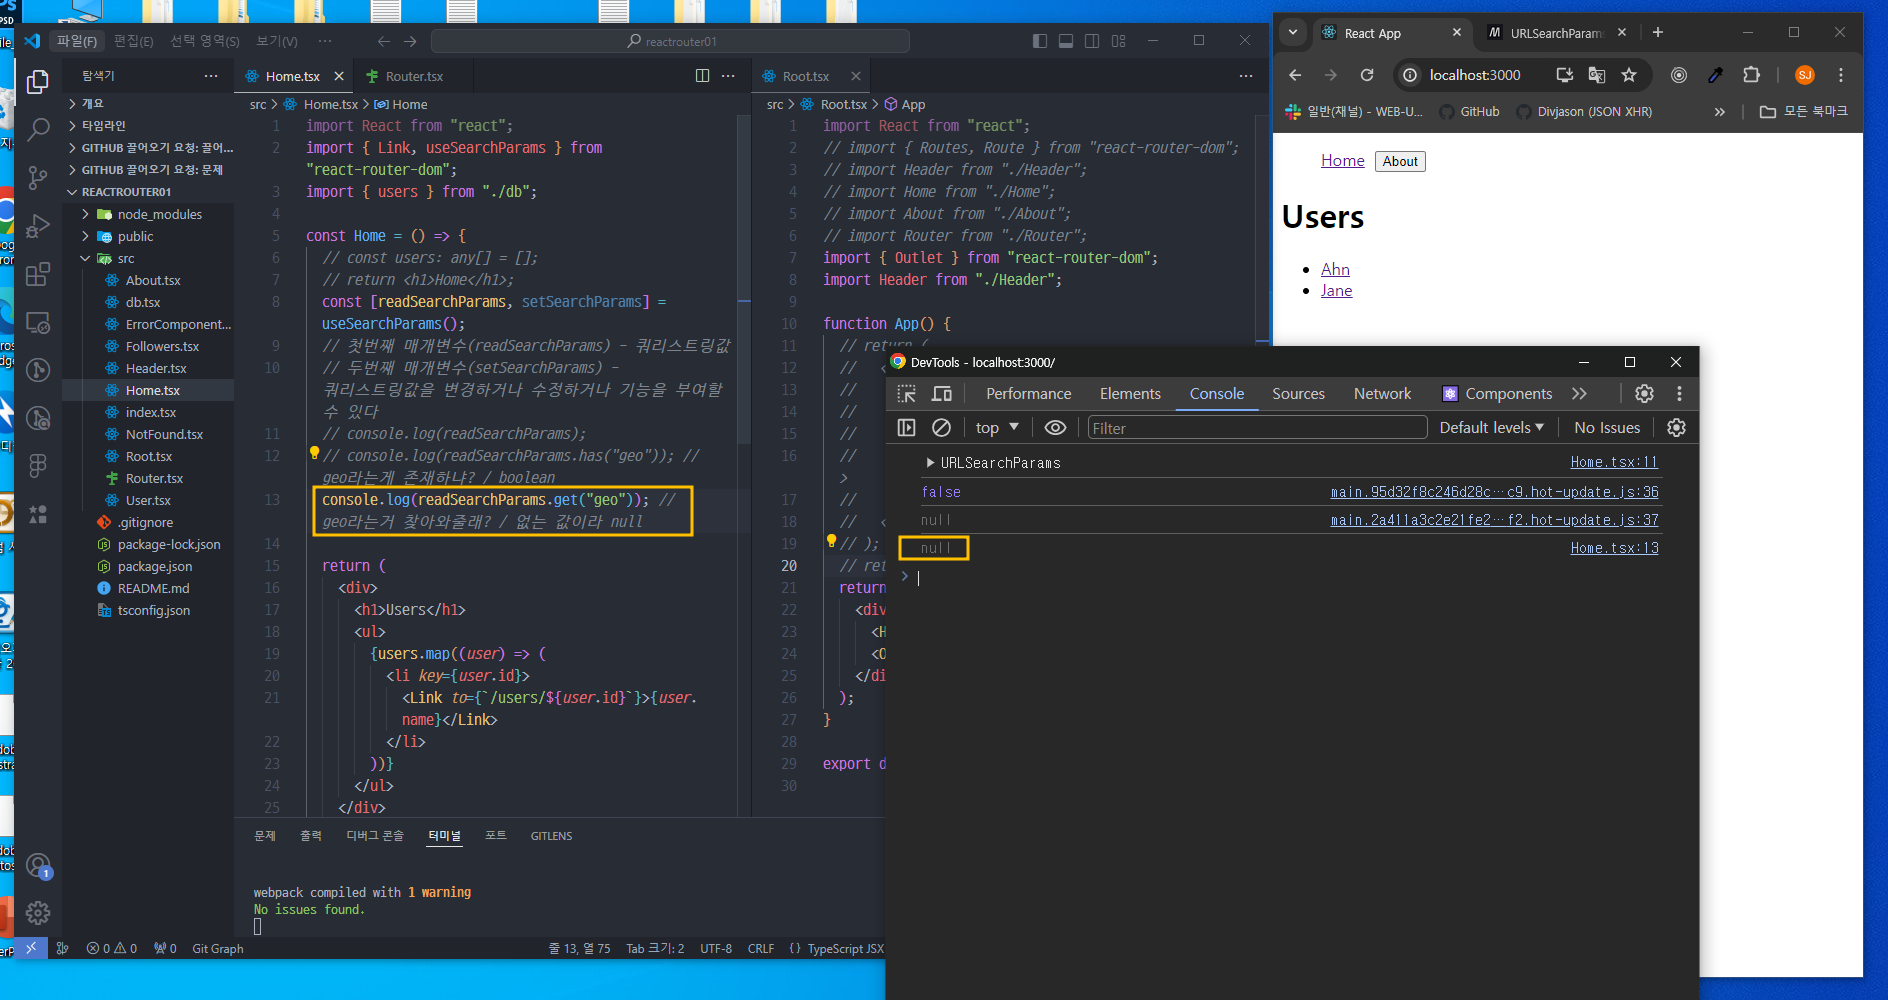 파일(F) 편집(E) 선택 영역(S) 보기(V) ··· reactrouter01
탐색기
개요
타임라인
GITHUB 끌어오기 요청: 끌어...
GITHUB 끌어오기 요청: 문제
REACTROUTER01
node_modules
public
src
About.tsx
db.tsx
ErrorComponent...
Followers.tsx
Header.tsx
Home.tsx
index.tsx
NotFound.tsx
Root.tsx
Router.tsx
User.tsx
.gitignore
package-lock.json
package.json
README.md
tsconfig.json
Home.tsx Router.tsx
src > Home.tsx > Home
1 import React from "react";
2 import { Link, useSearchParams } from
"react-router-dom";
3 import { users } from "./db";
4
5 const Home = () => {
6 // const users: any[] = [];
7 // return <h1>Home</h1>;
8 const [readSearchParams, setSearchParams] =
useSearchParams();
9 // 첫번째 매개변수(readSearchParams) - 쿼리스트링값
10 // 두번째 매개변수(setSearchParams) -
쿼리스트링값을 변경하거나 수정하거나 기능을 부여할
수 있다
11 // console.log(readSearchParams);
12 // console.log(readSearchParams.has("geo")); //
geo라는게 존재하냐? / boolean
13 console.log(readSearchParams.get("geo")); //
geo라는거 찾아와줄래? / 없는 값이라 null
14
15 return (
16 <div>
17 <h1>Users</h1>
18 <ul>
19 {users.map((user) => (
20 <li key={user.id}>
21 <Link to={`/users/${user.id}`}>{user.
name}</Link>
22 </li>
23 ))}
24 </ul>
25 </div>
Root.tsx
src > Root.tsx > App
1 import React from "react";
2 // import { Routes, Route } from "react-router-dom";
3 // import Header from "./Header";
4 // import Home from "./Home";
5 // import About from "./About";
6 // import Router from "./Router";
7 import { Outlet } from "react-router-dom";
8 import Header from "./Header";
9
10 function App() {
11 // return (
12 // <
13 //
14 //
15 //
16 //
>
17 //
18 // <
19 // );
20 // ret
21 return
22 <div
23 <H
24 <O
25 </di
26 );
27 }
28
29 export d
30
문제 출력 디버그 콘솔 터미널 포트 GITLENS
webpack compiled with 1 warning
No issues found.
0 0 0 Git Graph 줄 13, 열 75 Tab 크기: 2 UTF-8 CRLF {} TypeScript JSX
1
React App URLSearchParams
localhost:3000 SJ
일반(채널) - WEB-U... GitHub Divjason (JSON XHR) 모든 북마크
Home About
Users
Ahn
Jane
DevTools - localhost:3000/
Performance Elements Console Sources Network Components
top Filter Default levels No Issues
URLSearchParams Home.tsx:11
false main.95d32f8c246d28c…c9.hot-update.js:36
null main.2a411a3c2e21fe2…f2.hot-update.js:37
null Home.tsx:13